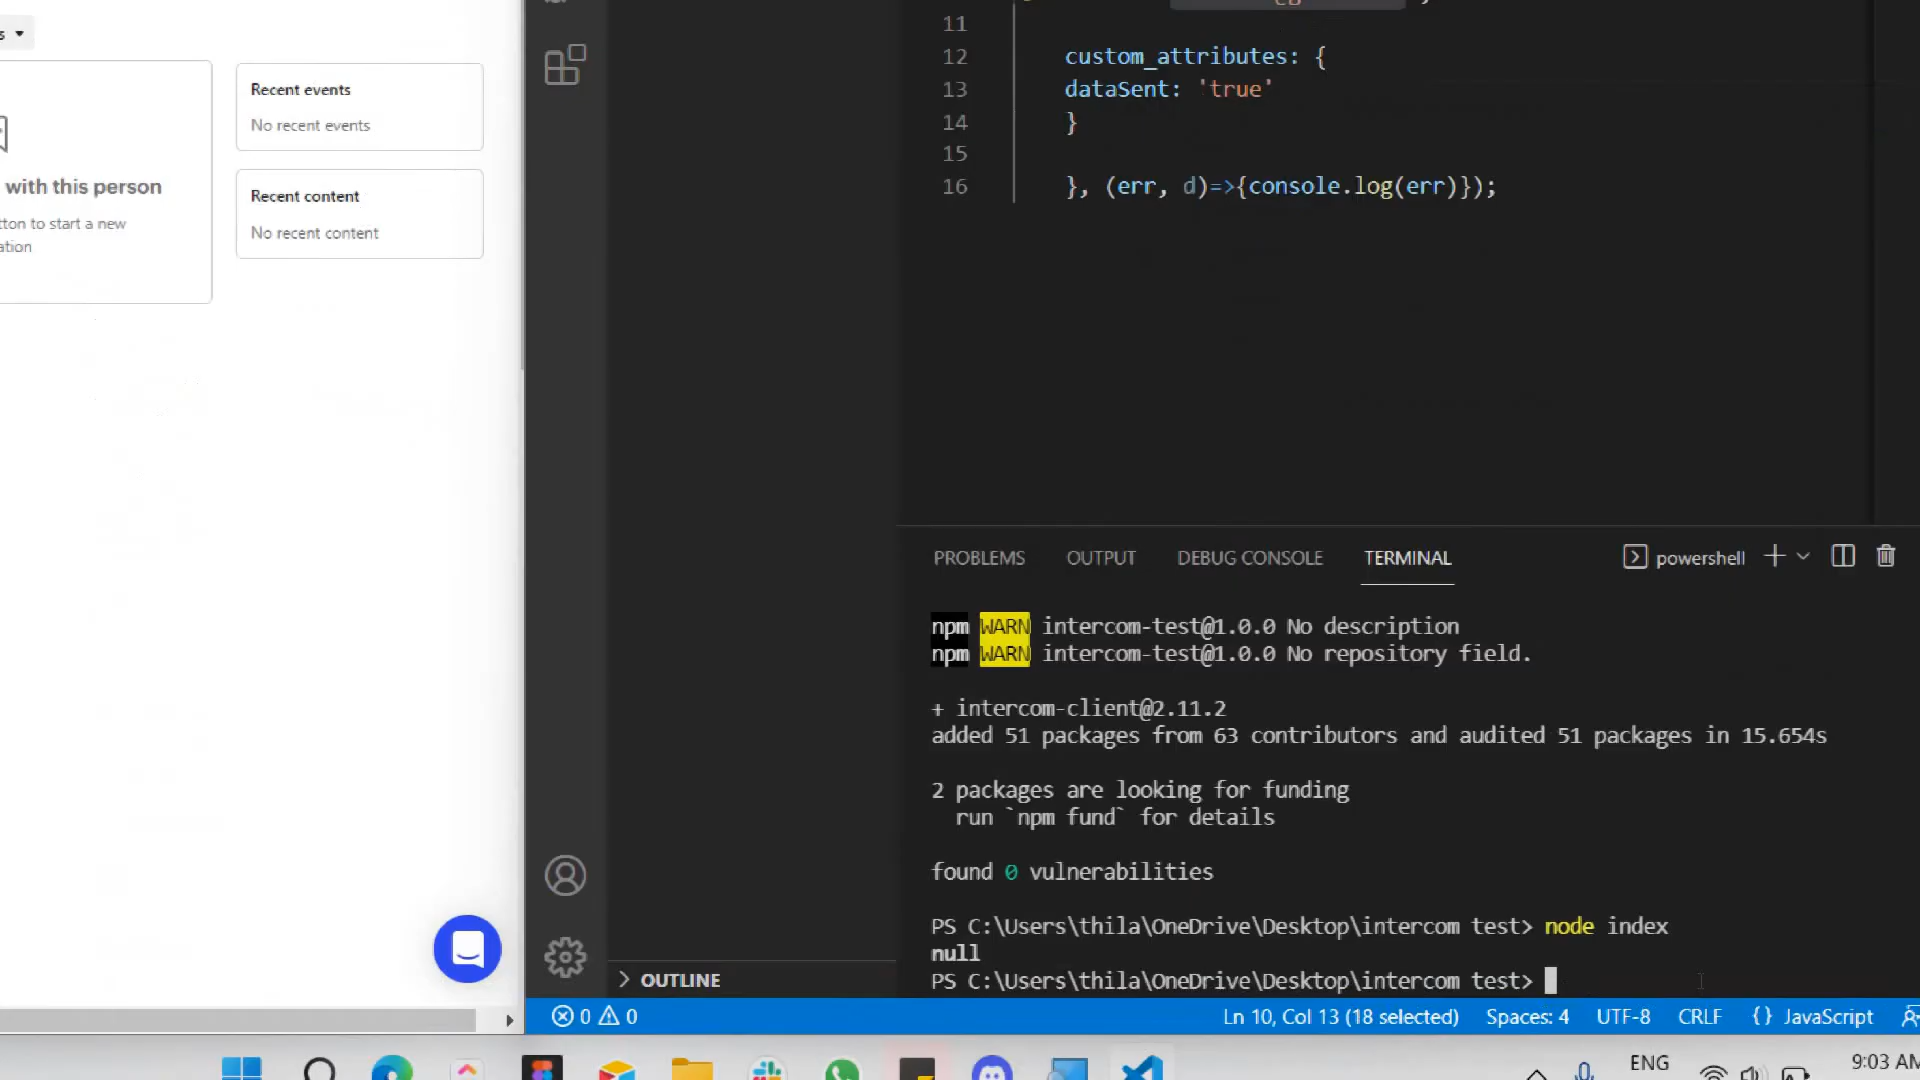 s
Recent events
No recent events
with this person
Recent content
tton to start a new
No recent content
ation
11
12 custom_attributes: {
13 dataSent: 'true'
14 }
15
16 }, (err, d)=>{console.log(err)});
PROBLEMS OUTPUT DEBUG CONSOLE TERMINAL powershell
npm WARN intercom-test@1.0.0 No description
npm WARN intercom-test@1.0.0 No repository field.
+ intercom-client@2.11.2
added 51 packages from 63 contributors and audited 51 packages in 15.654s
2 packages are looking for funding
run `npm fund` for details
found 0 vulnerabilities
PS C:\Users\thila\OneDrive\Desktop\intercom test> node index
null
PS C:\Users\thila\OneDrive\Desktop\intercom test>
OUTLINE
0 0 Ln 10, Col 13 (18 selected) Spaces: 4 UTF-8 CRLF {} JavaScript
ENG 9:03 AM